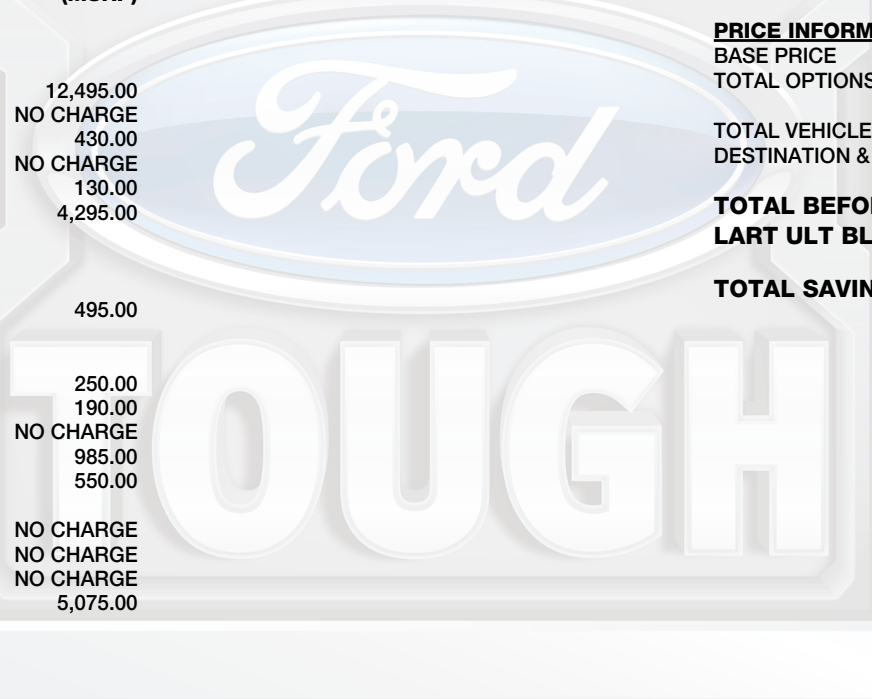 (MSRP)
12,495.00
NO CHARGE
430.00
NO CHARGE
130.00
4,295.00
495.00
250.00
190.00
NO CHARGE
985.00
550.00
NO CHARGE
NO CHARGE
NO CHARGE
5,075.00
PRICE INFORM
BASE PRICE
TOTAL OPTIONS
TOTAL VEHICLE
DESTINATION &
TOTAL BEFO
LART ULT BL
TOTAL SAVIN
Ford
TOUGH